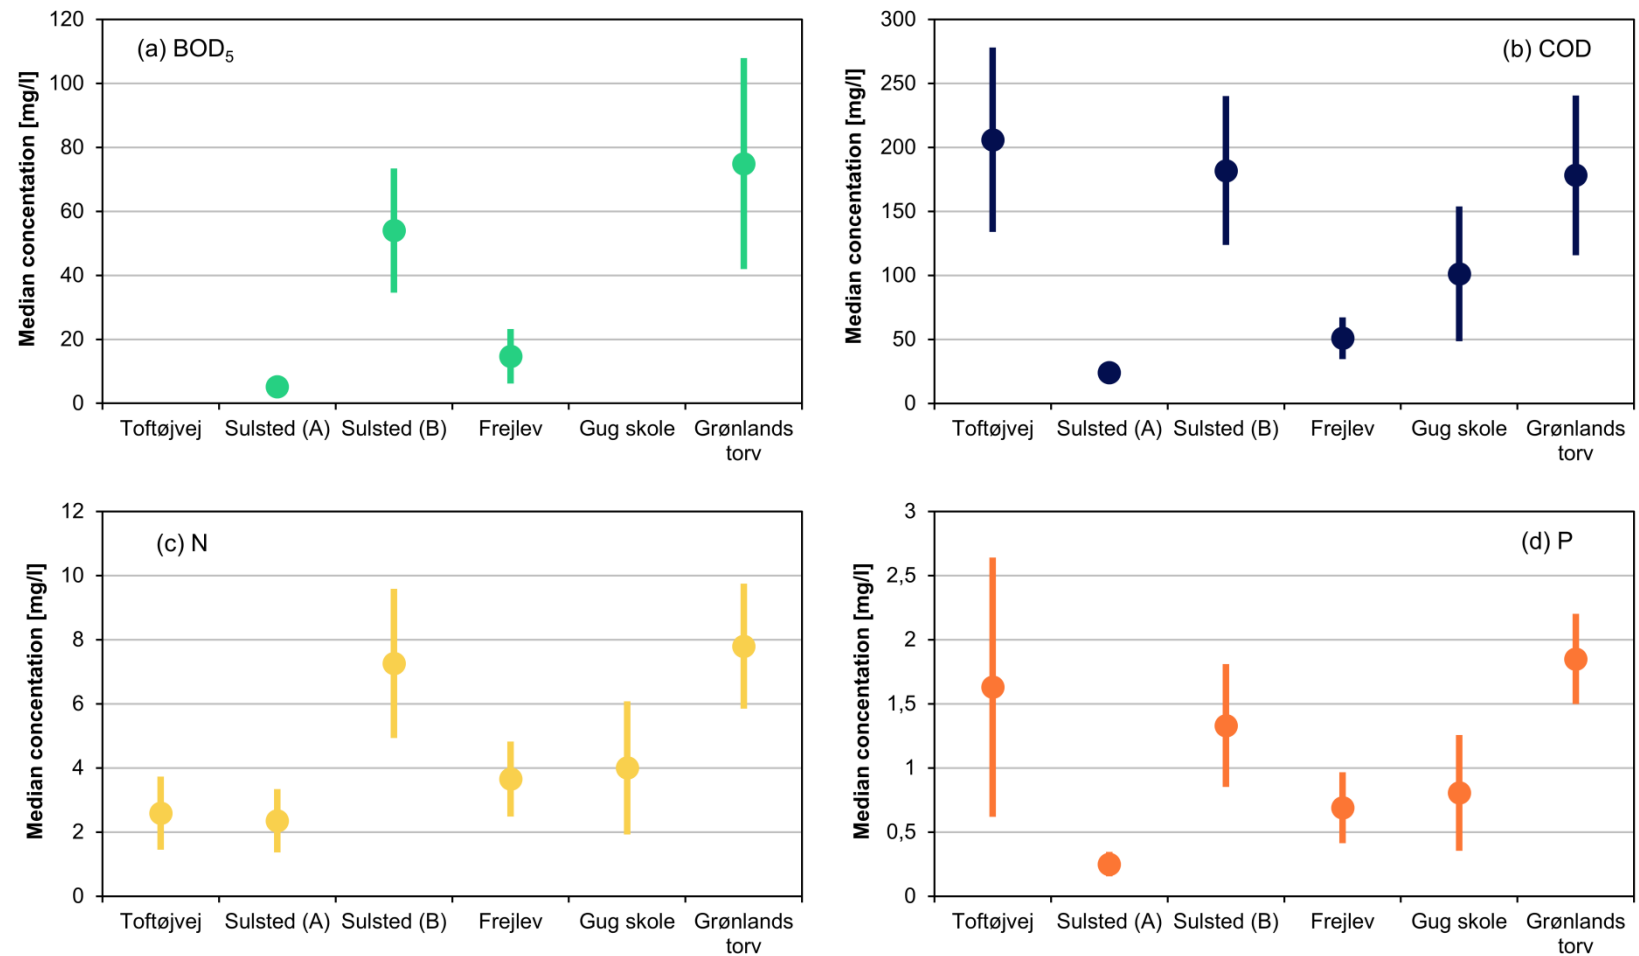 (a) BOD5
Median concentration [mg/l]
120
100
80
60
40
20
0
Toftøjvej Sulsted (A) Sulsted (B) Frejlev Gug skole Grønlands
torv
(b) COD
Median concentration [mg/l]
300
250
200
150
100
50
0
Toftøjvej Sulsted (A) Sulsted (B) Frejlev Gug skole Grønlands
torv
(c) N
Median concentration [mg/l]
12
10
8
6
4
2
0
Toftøjvej Sulsted (A) Sulsted (B) Frejlev Gug skole Grønlands
torv
(d) P
Median concentration [mg/l]
3
2,5
2
1,5
1
0,5
0
Toftøjvej Sulsted (A) Sulsted (B) Frejlev Gug skole Grønlands
torv